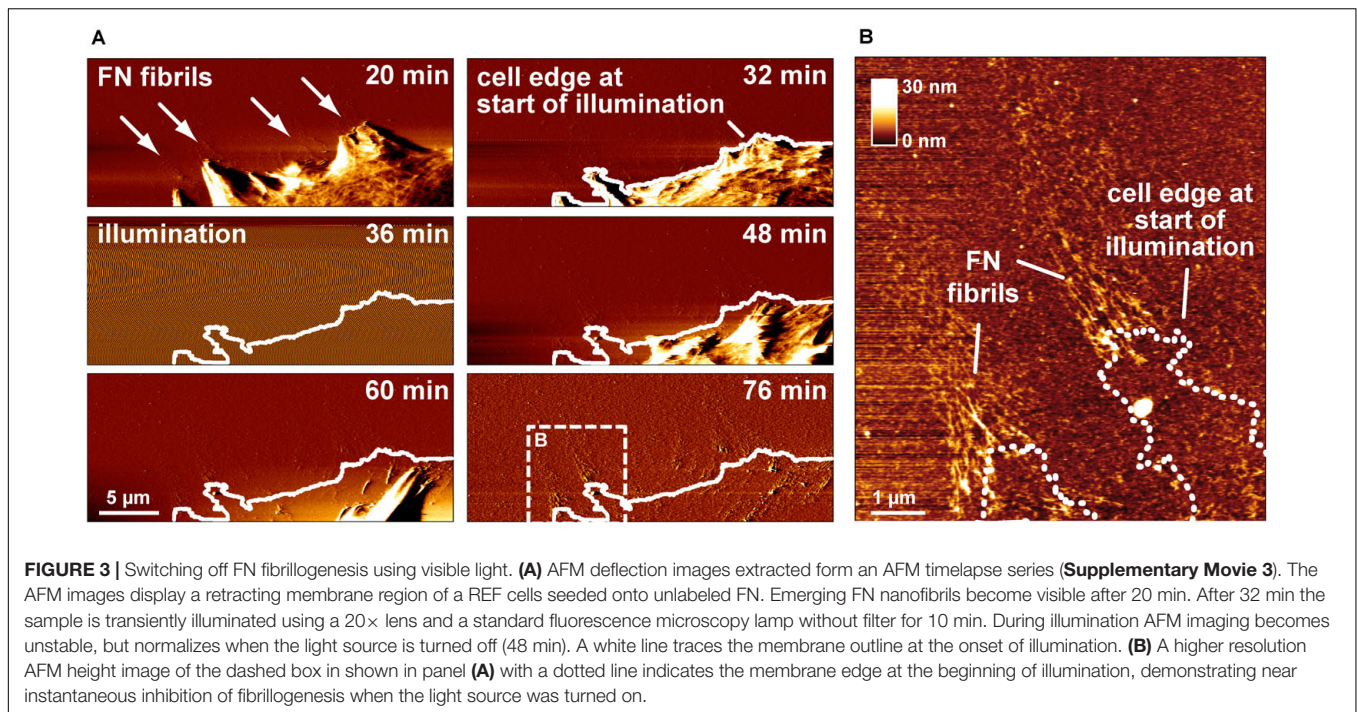 A
FN fibrils 20 min
cell edge at 32 min
start of illumination
illumination 36 min
48 min
60 min
5 µm
76 min
B
B
30 nm
0 nm
cell edge at
start of
illumination
FN
fibrils
1 µm
FIGURE 3 | Switching off FN fibrillogenesis using visible light. (A) AFM deflection images extracted form an AFM timelapse series (Supplementary Movie 3). The
AFM images display a retracting membrane region of a REF cells seeded onto unlabeled FN. Emerging FN nanofibrils become visible after 20 min. After 32 min the
sample is transiently illuminated using a 20× lens and a standard fluorescence microscopy lamp without filter for 10 min. During illumination AFM imaging becomes
unstable, but normalizes when the light source is turned off (48 min). A white line traces the membrane outline at the onset of illumination. (B) A higher resolution
AFM height image of the dashed box in shown in panel (A) with a dotted line indicates the membrane edge at the beginning of illumination, demonstrating near
instantaneous inhibition of fibrillogenesis when the light source was turned on.